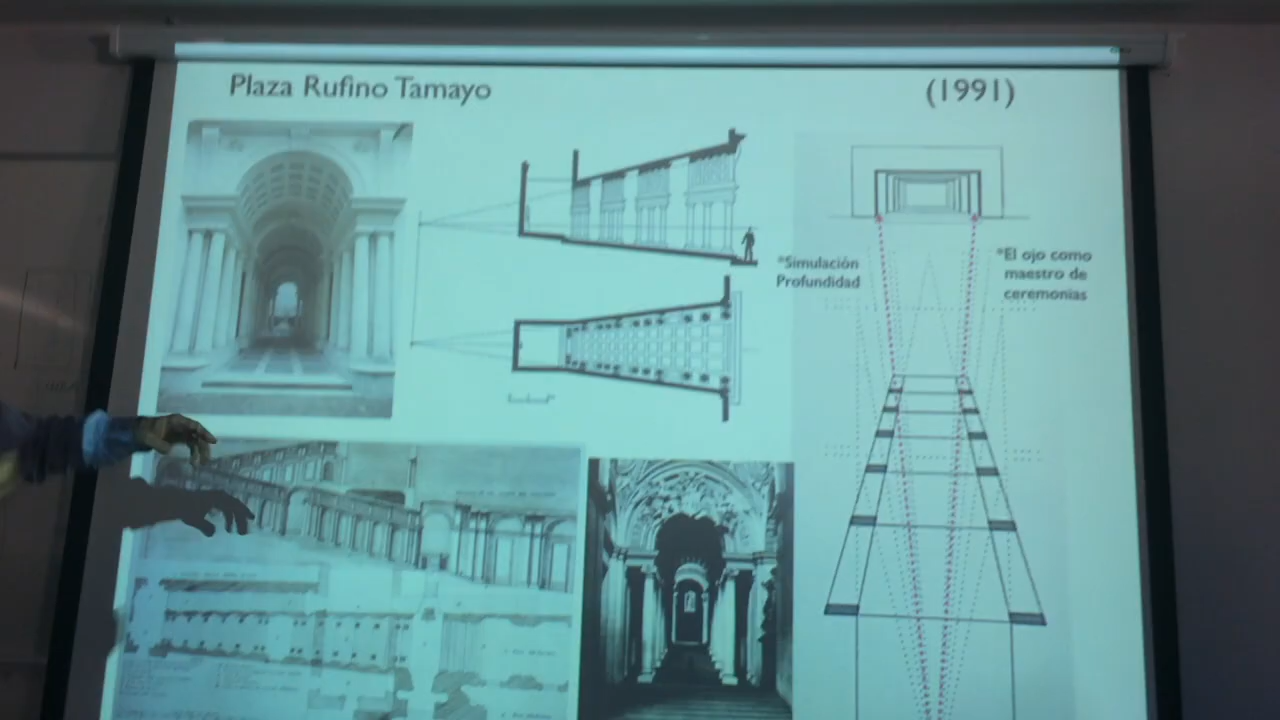 Plaza Rufino Tamayo
(1991)
*Simulación
Profundidad
*El ojo como
maestro de
ceremonias